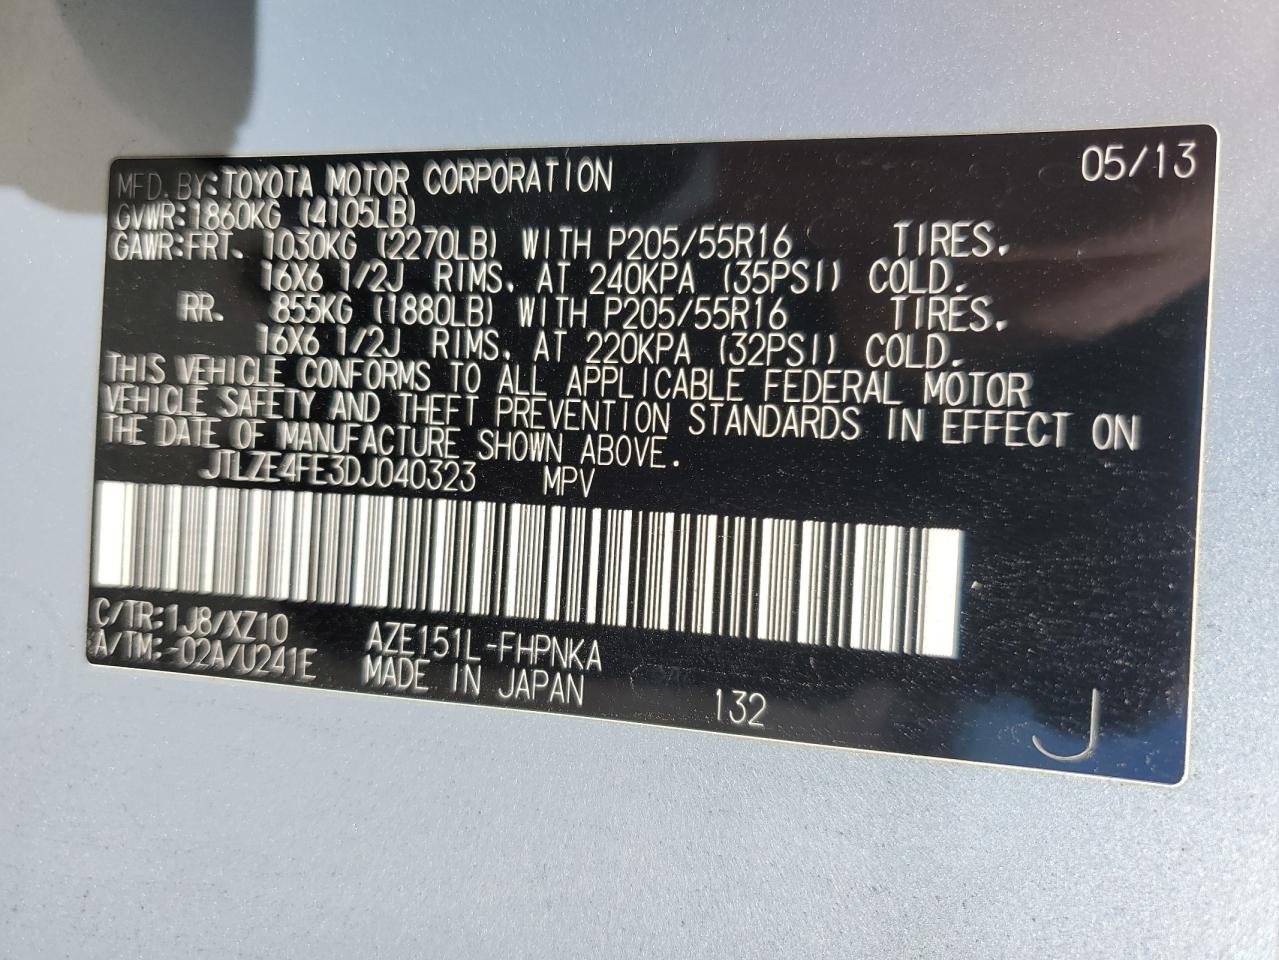 MFD. BY:TOYOTA MOTOR CORPORATION 05/13
GVWR:1860KG (4105LB)
GAWR:FRT. 1030KG (2270LB) WITH P205/55R16 TIRES.
16X6 1/2J RIMS. AT 240KPA (35PSI) COLD.
RR. 855KG (1880LB) WITH P205/55R16 TIRES.
16X6 1/2J RIMS. AT 220KPA (32PSI) COLD.
THIS VEHICLE CONFORMS TO ALL APPLICABLE FEDERAL MOTOR
VEHICLE SAFETY AND THEFT PREVENTION STANDARDS IN EFFECT ON
THE DATE OF MANUFACTURE SHOWN ABOVE.
JTLZE4FE3DJ040323 MPV
C/TR:1J8/XZ10 AZE151L-FHPNKA
A/TM:-02A/U241E MADE IN JAPAN 132
J